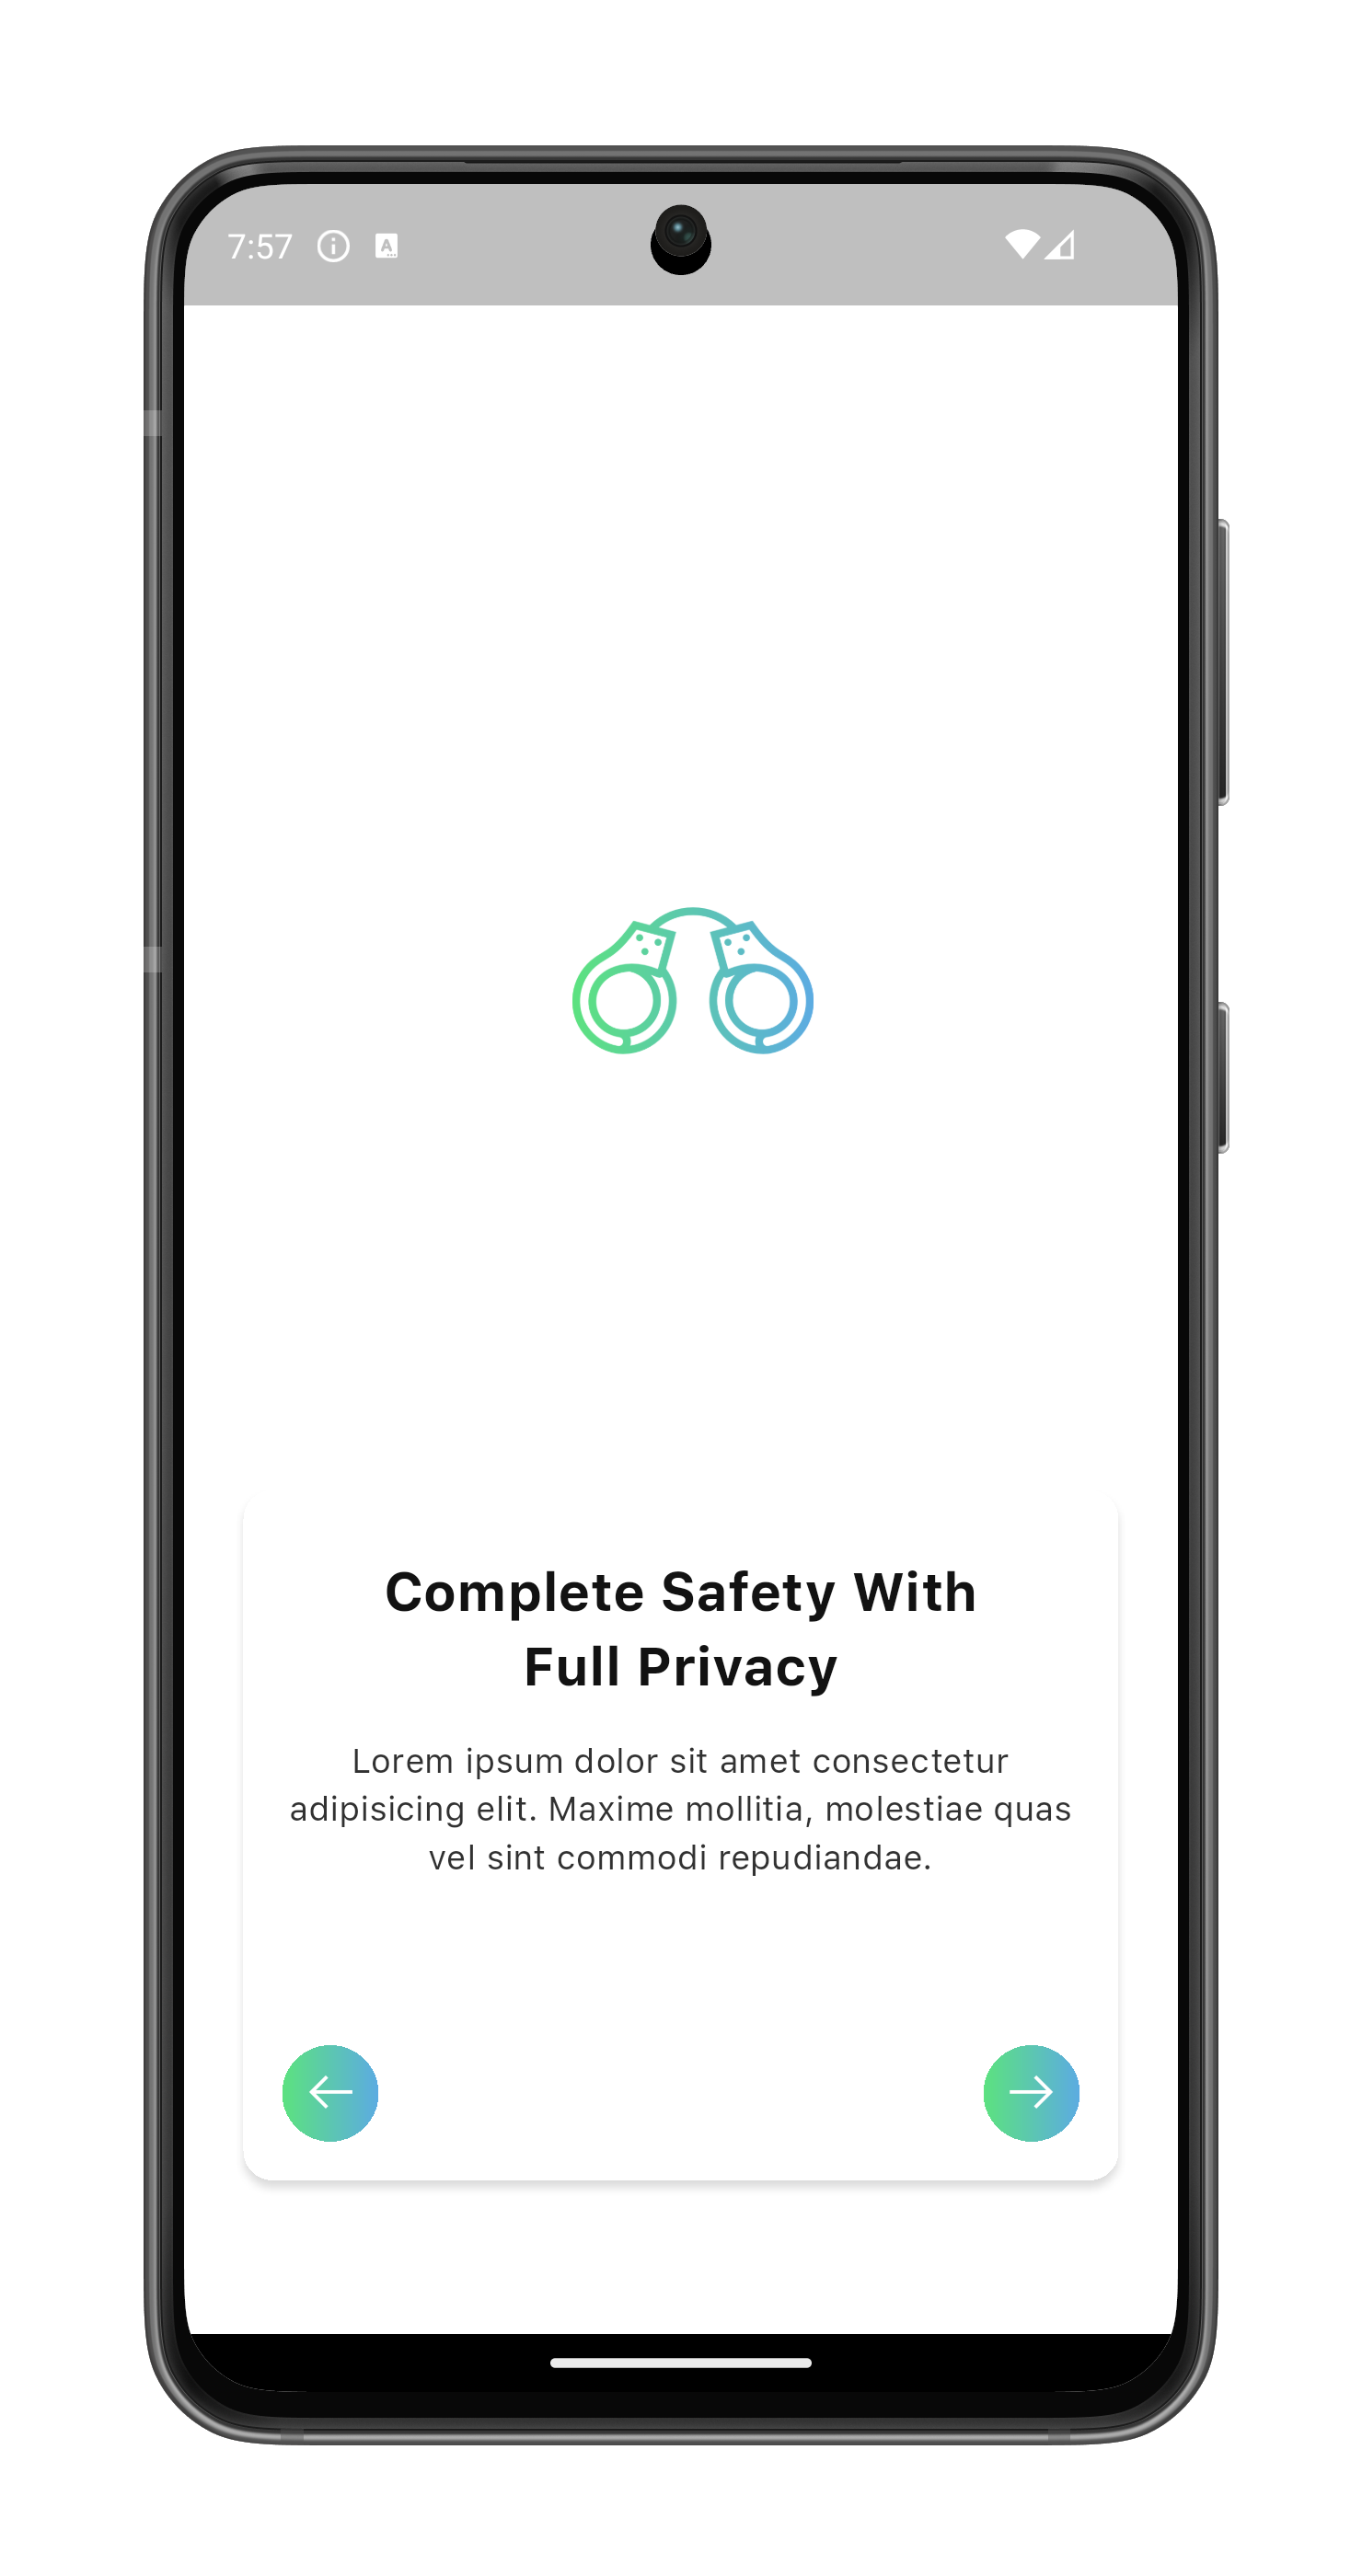 7:57
Complete Safety With
Full Privacy
Lorem ipsum dolor sit amet consectetur
adipisicing elit. Maxime mollitia, molestiae quas
vel sint commodi repudiandae.